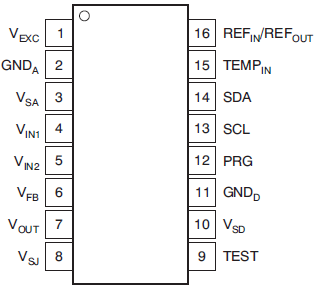 VEXC 1 16 REFIN/REFOUT
GNDA 2 15 TEMPIN
VSA 3 14 SDA
VIN1 4 13 SCL
VIN2 5 12 PRG
VFB 6 11 GNDD
VOUT 7 10 VSD
VSJ 8 9 TEST